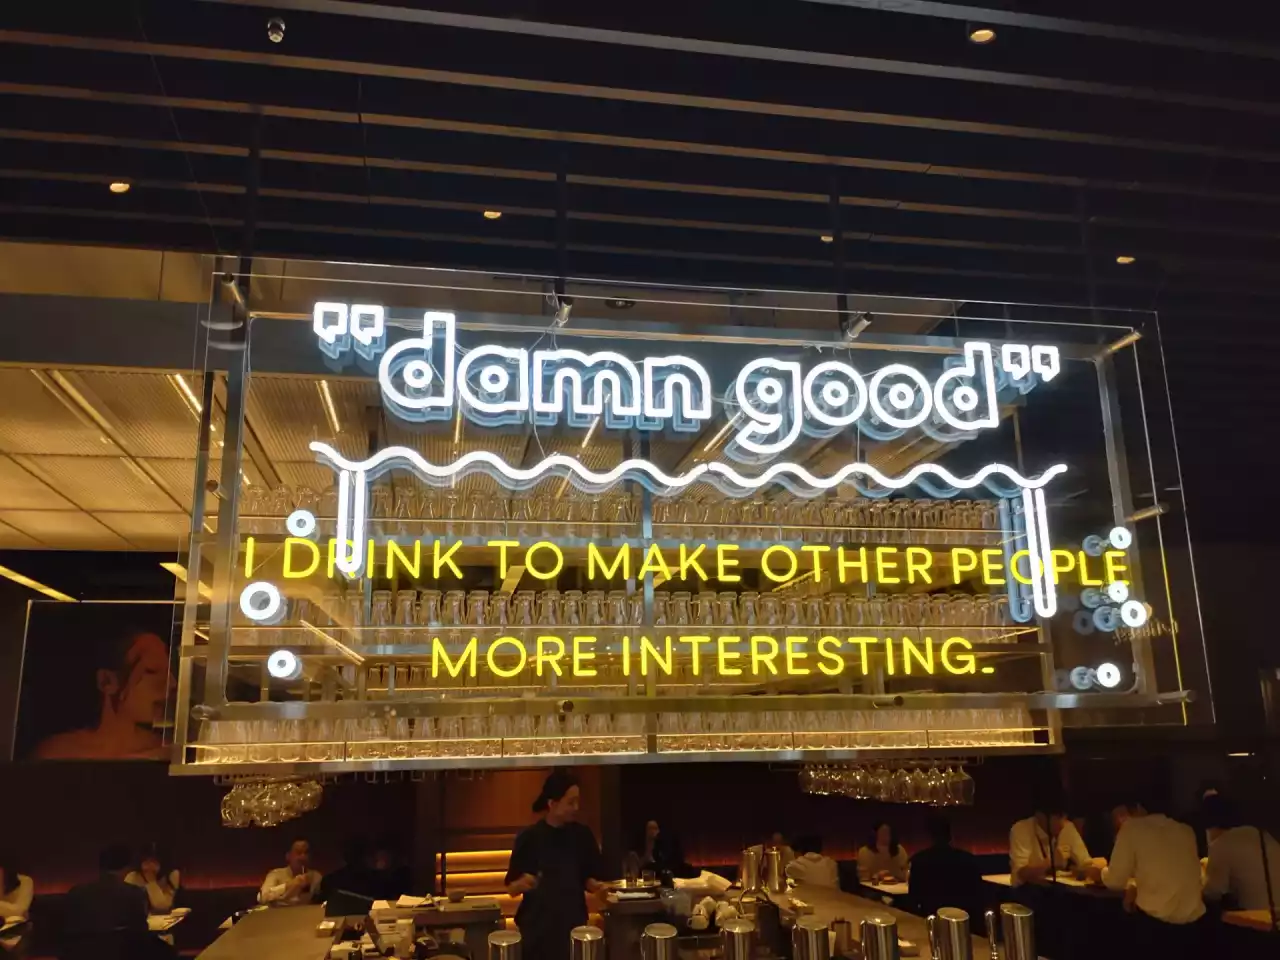 "damn good"
I DRINK TO MAKE OTHER PEOPLE
MORE INTERESTING.